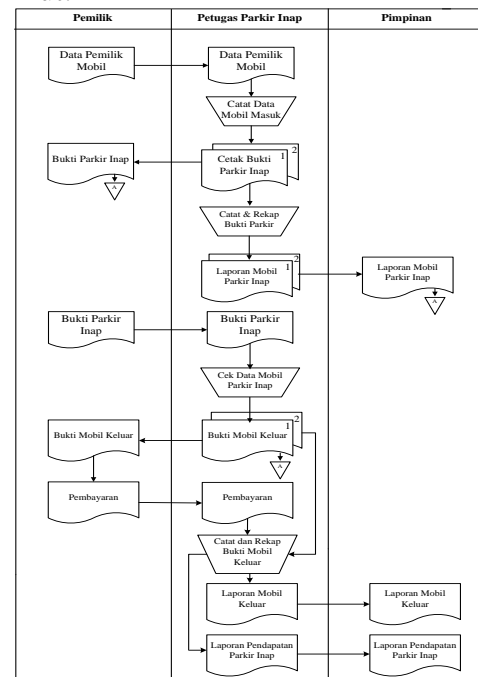 Pemilik
Petugas Parkir Inap
Pimpinan
Data Pemilik
Mobil
Data Pemilik
Mobil
Catat Data
Mobil Masuk
Bukti Parkir Inap
A
Cetak Bukti
Parkir Inap
1
2
Catat & Rekap
Bukti Parkir
Laporan Mobil
Parkir Inap
1
2
Laporan Mobil
Parkir Inap
A
Bukti Parkir
Inap
Bukti Parkir
Inap
Cek Data Mobil
Parkir Inap
Bukti Mobil Keluar
Bukti Mobil Keluar
1
2
A
Pembayaran
Pembayaran
Catat dan Rekap
Bukti Mobil
Keluar
Laporan Mobil
Keluar
Laporan Mobil
Keluar
Laporan Pendapatan
Parkir Inap
Laporan Pendapatan
Parkir Inap